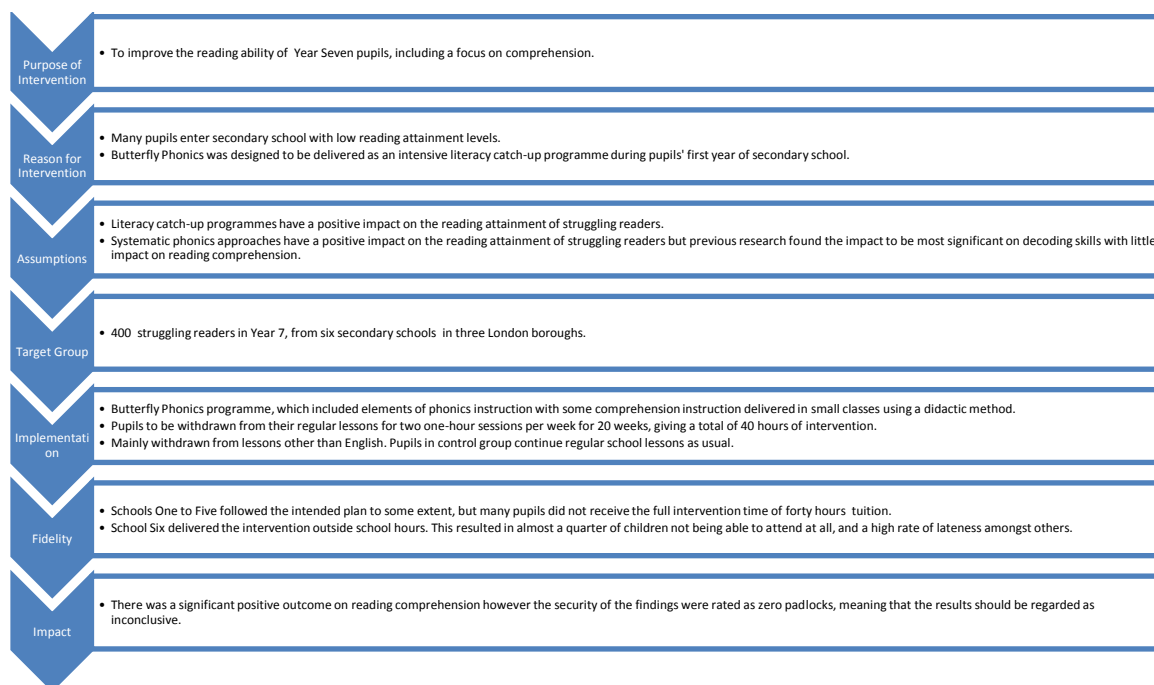 Purpose of
Intervention
• To improve the reading ability of  Year Seven pupils, including a focus on comprehension.
Reason for
Intervention
• Many pupils enter secondary school with low reading attainment levels.
• Butterfly Phonics was designed to be delivered as an intensive literacy catch-up programme during pupils' first year of secondary school.
Assumptions
• Literacy catch-up programmes have a positive impact on the reading attainment of struggling readers.
• Systematic phonics approaches have a positive impact on the reading attainment of struggling readers but previous research found the impact to be most significant on decoding skills with little
impact on reading comprehension.
Target Group
• 400  struggling readers in Year 7, from six secondary schools  in three London boroughs.
Implementati
on
• Butterfly Phonics programme, which included elements of phonics instruction with some comprehension instruction delivered in small classes using a didactic method.
• Pupils to be withdrawn from their regular lessons for two one-hour sessions per week for 20 weeks, giving a total of 40 hours of intervention.
• Mainly withdrawn from lessons other than English. Pupils in control group continue regular school lessons as usual.
Fidelity
• Schools One to Five followed the intended plan to some extent, but many pupils did not receive the full intervention time of forty hours  tuition.
• School Six delivered the intervention outside school hours. This resulted in almost a quarter of children not being able to attend at all, and a high rate of lateness amongst others.
Impact
• There was a significant positive outcome on reading comprehension however the security of the findings were rated as zero padlocks, meaning that the results should be regarded as
inconclusive.